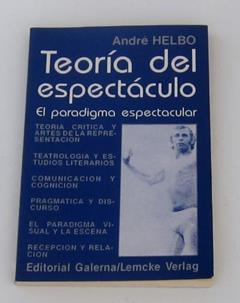 André HELBO
Teoría del
espectáculo
El paradigma espectacular
TEORIA CRITICA Y
ARTES DE LA REPRE-
SENTACION
TEATROLOGIA Y ES-
TUDIOS LITERARIOS
COMUNICACION Y
COGNICION
PRAGMATICA Y DIS-
CURSO
EL PARADIGMA VI-
SUAL Y LA ESCENA
RECEPCION Y RELA-
CION
Editorial Galerna/Lemcke Verlag